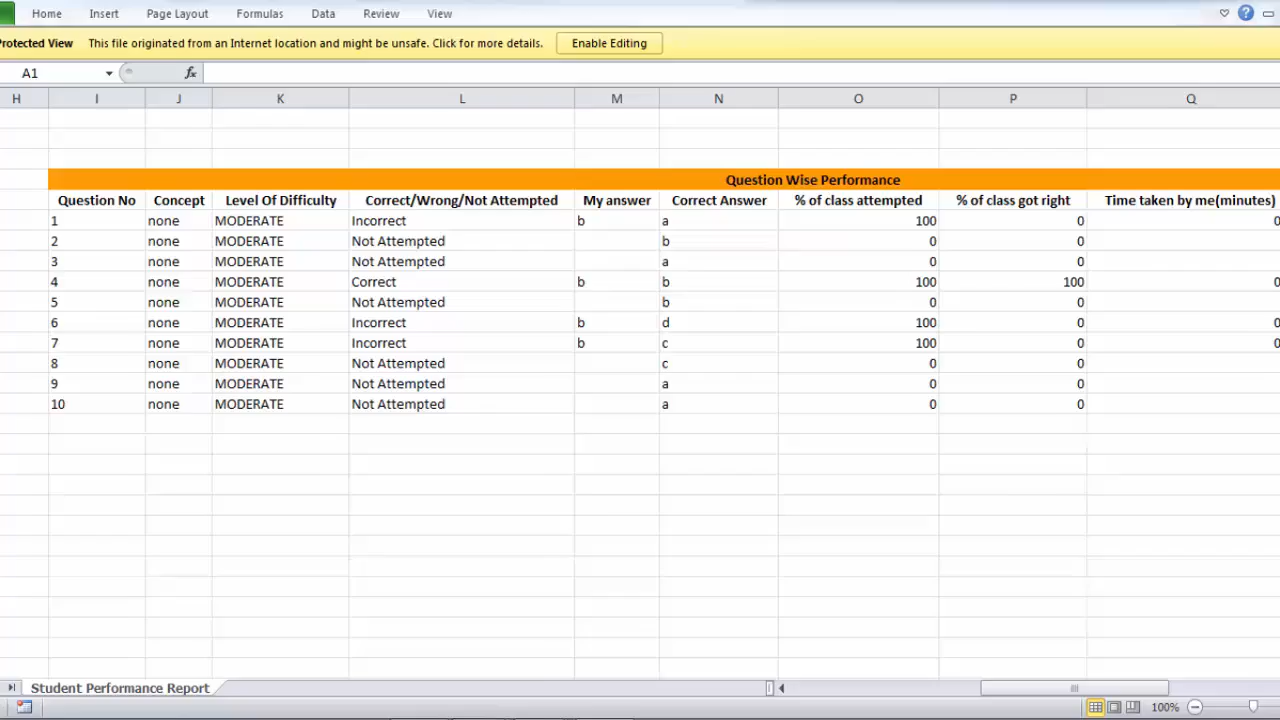 Home Insert Page Layout Formulas Data Review View
Protected View This file originated from an Internet location and might be unsafe. Click for more details. Enable Editing
A1 fx
H I J K L M N O P Q
Question Wise Performance
Question No Concept Level Of Difficulty Correct/Wrong/Not Attempted My answer Correct Answer % of class attempted % of class got right Time taken by me(minutes)
1 none MODERATE Incorrect b a 100 0 0
2 none MODERATE Not Attempted b 0 0
3 none MODERATE Not Attempted a 0 0
4 none MODERATE Correct b b 100 100 0
5 none MODERATE Not Attempted b 0 0
6 none MODERATE Incorrect b d 100 0 0
7 none MODERATE Incorrect b c 100 0 0
8 none MODERATE Not Attempted c 0 0
9 none MODERATE Not Attempted a 0 0
10 none MODERATE Not Attempted a 0 0
Student Performance Report
100%